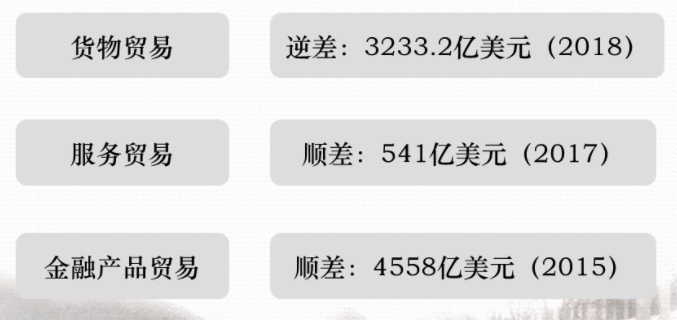 货物贸易
逆差：3233.2亿美元（2018）
服务贸易
顺差：541亿美元（2017）
金融产品贸易
顺差：4558亿美元（2015）